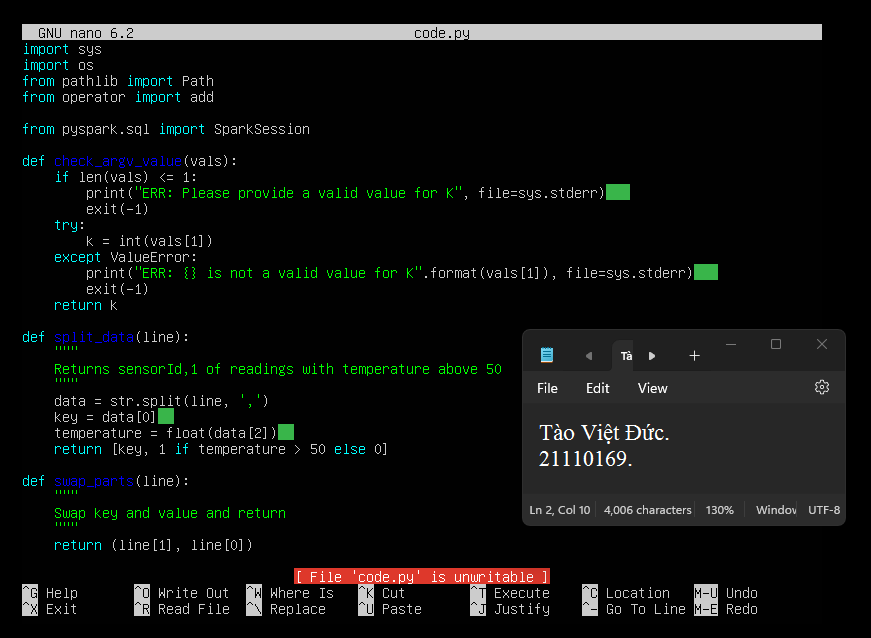 GNU nano 6.2 code.py
import sys
import os
from pathlib import Path
from operator import add
from pyspark.sql import SparkSession
def check_argv_value(vals):
if len(vals) <= 1:
print("ERR: Please provide a valid value for K", file=sys.stderr)
exit(-1)
try:
k = int(vals[1])
except ValueError:
print("ERR: {} is not a valid value for K".format(vals[1]), file=sys.stderr)
exit(-1)
return k
def split_data(line):
"""
Returns sensorId,1 of readings with temperature above 50
"""
data = str.split(line, ',')
key = data[0]
temperature = float(data[2])
return [key, 1 if temperature > 50 else 0]
def swap_parts(line):
"""
Swap key and value and return
"""
return (line[1], line[0])
Tà
File Edit View
Tào Việt Đức.
21110169.
Ln 2, Col 10 4,006 characters 130% Window UTF-8
[ File 'code.py' is unwritable ]
^G Help ^O Write Out ^W Where Is ^K Cut ^T Execute ^C Location M-U Undo
^X Exit ^R Read File ^\ Replace ^U Paste ^J Justify ^- Go To Line M-E Redo